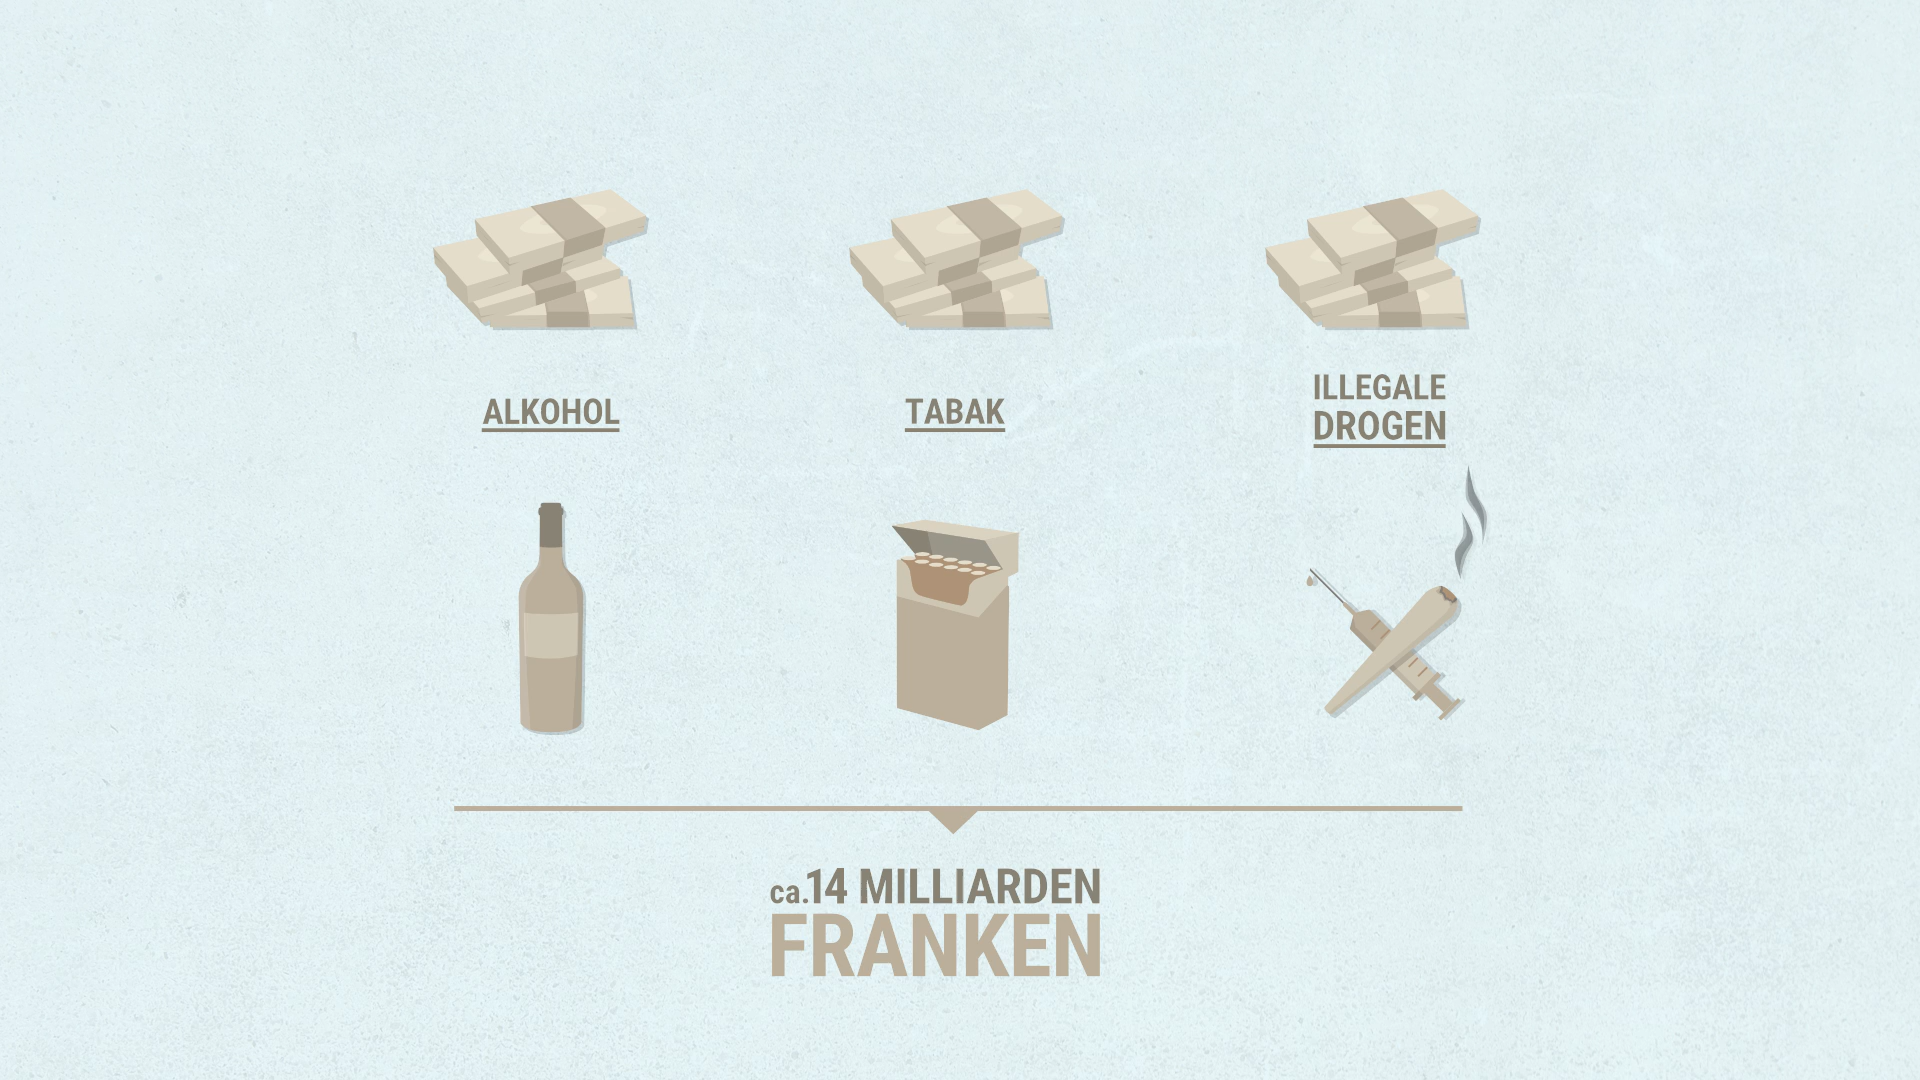 ALKOHOL
TABAK
ILLEGALE
DROGEN
ca.14 MILLIARDEN
FRANKEN